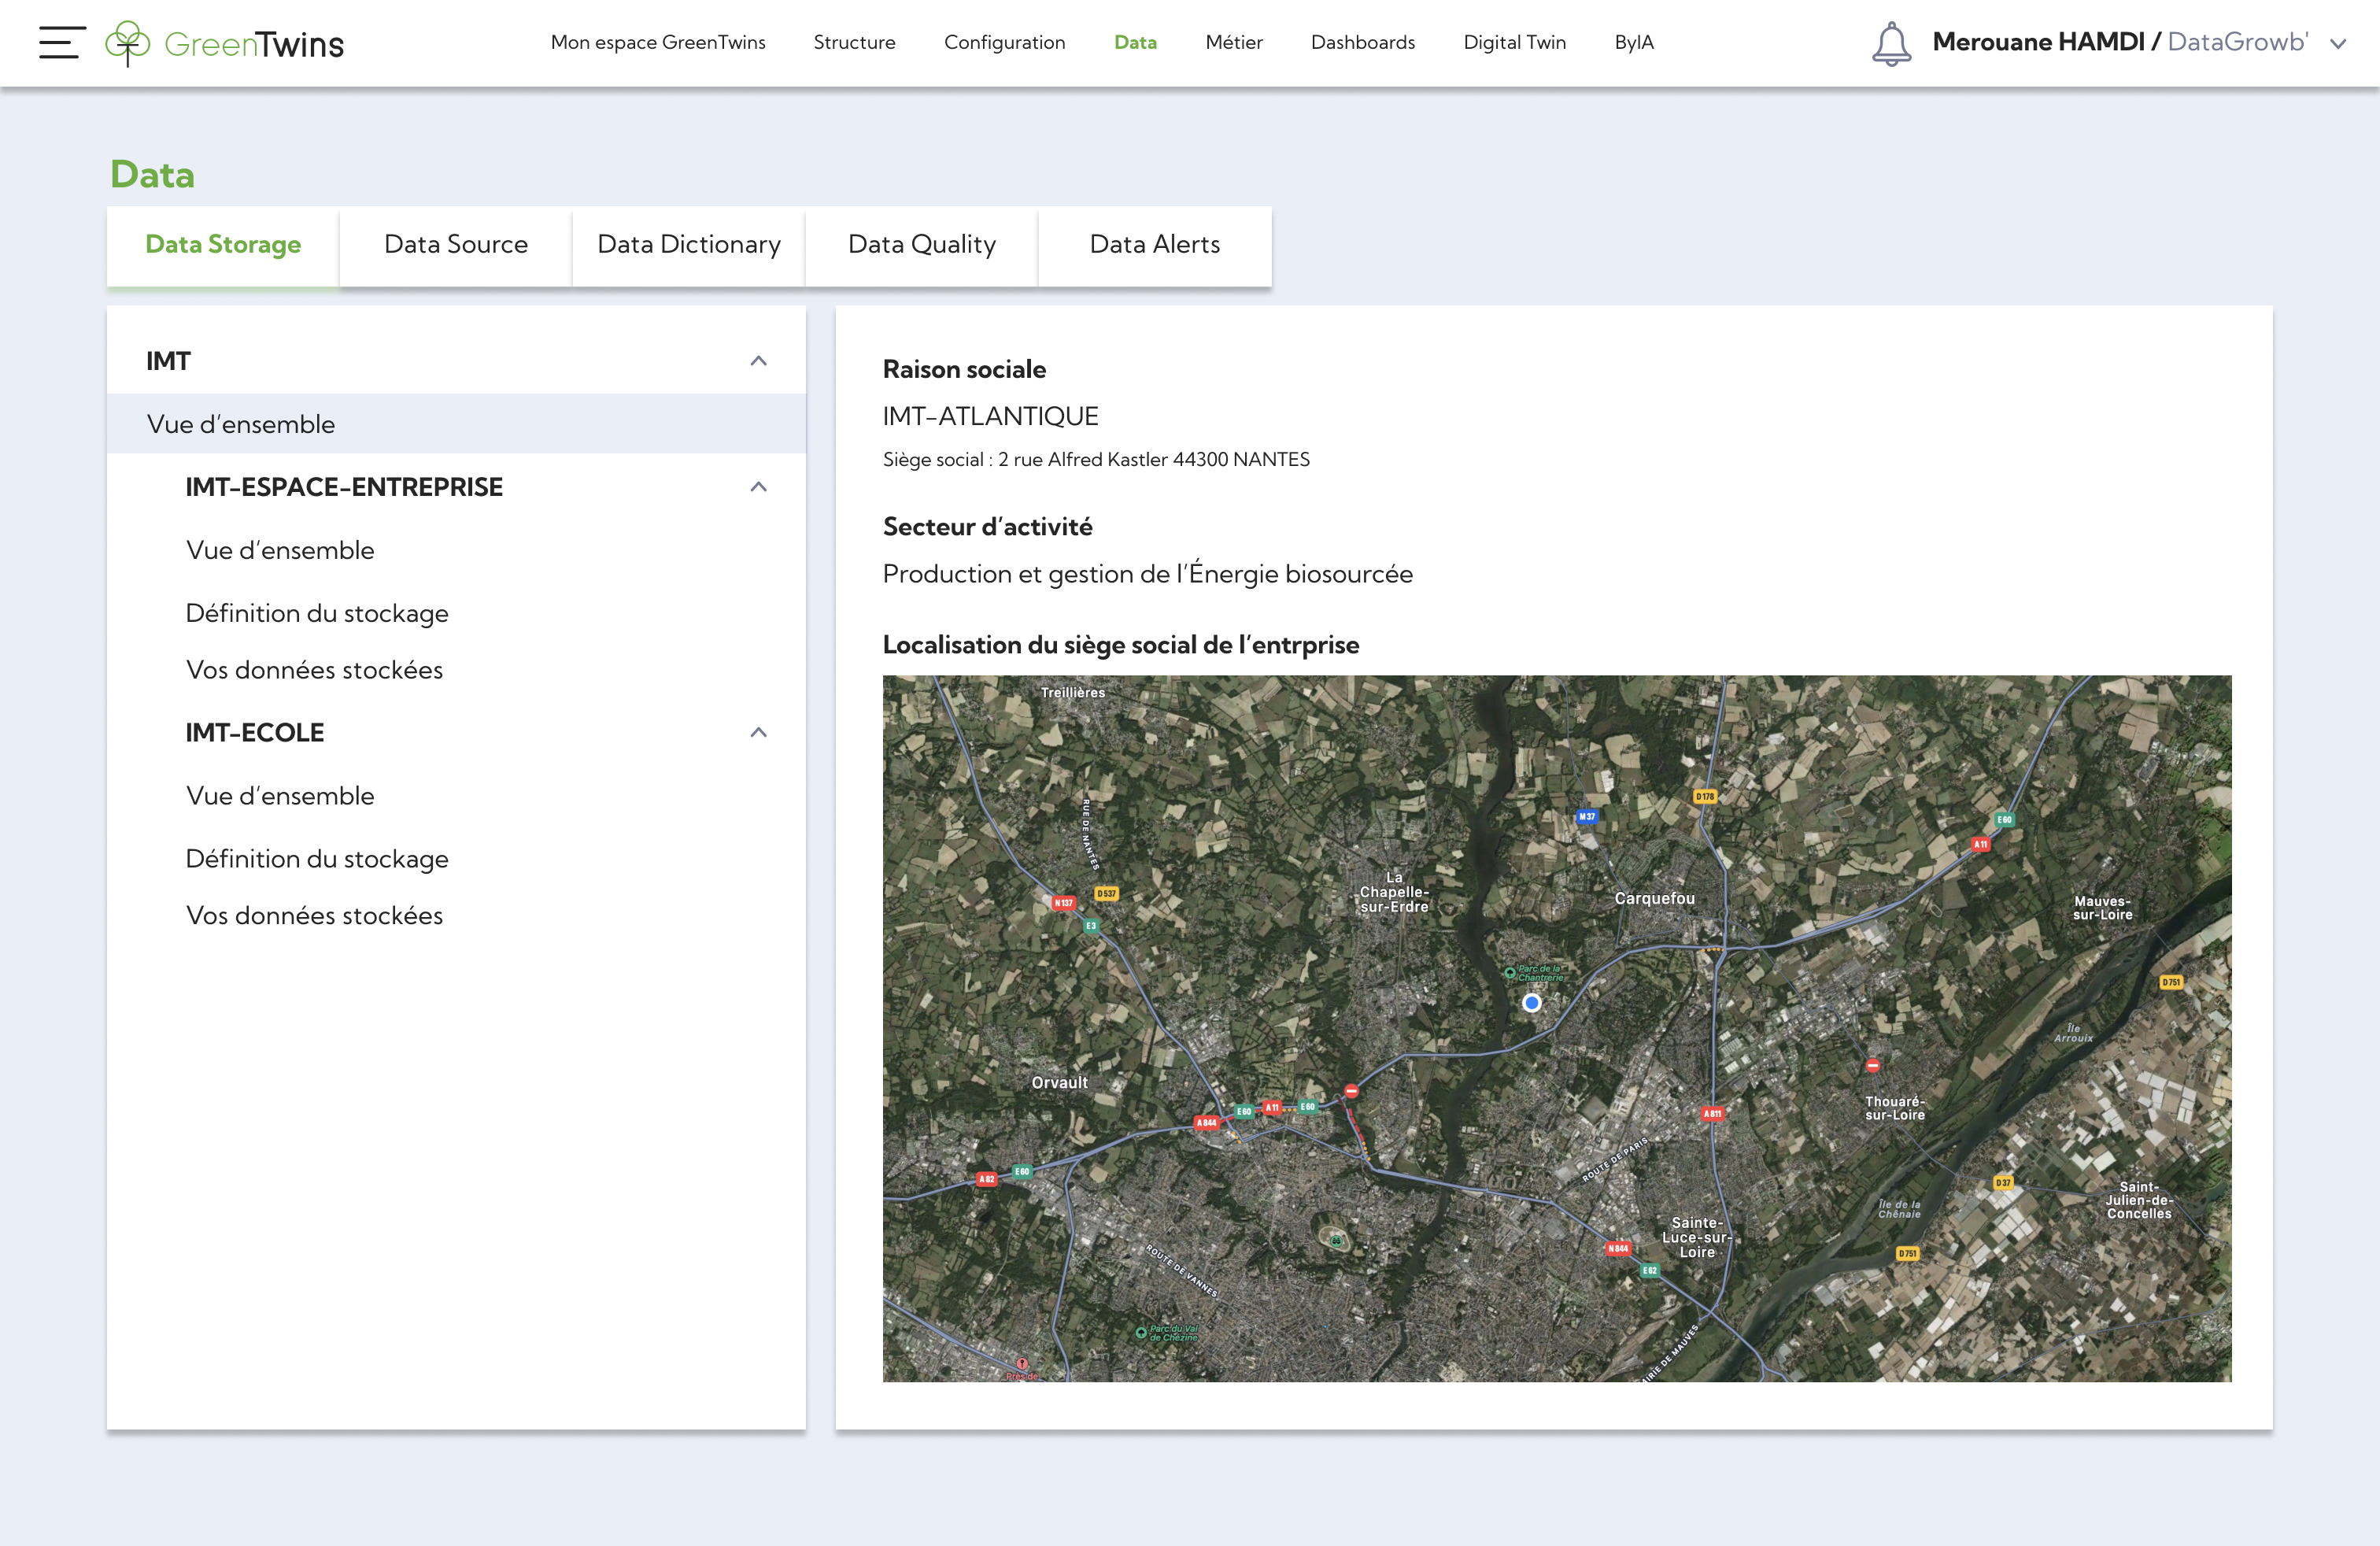 GreenTwins
Mon espace GreenTwins
Structure
Configuration
Data
Métier
Dashboards
Digital Twin
ByIA
Merouane HAMDI / DataGrowb'
Data
Data Storage
Data Source
Data Dictionary
Data Quality
Data Alerts
IMT
Vue d’ensemble
IMT-ESPACE-ENTREPRISE
Vue d’ensemble
Définition du stockage
Vos données stockées
IMT-ECOLE
Vue d’ensemble
Définition du stockage
Vos données stockées
Raison sociale
IMT-ATLANTIQUE
Siège social : 2 rue Alfred Kastler 44300 NANTES
Secteur d’activité
Production et gestion de l’Énergie biosourcée
Localisation du siège social de l’entrprise
Treillières
RUE DE NANTES
D178
M37
E60
A11
La
Chapelle-
sur-Erdre
D537
N137
E3
Carquefou
Mauves-
sur-Loire
Parc de la
Chantrerie
D751
Île
Arrouix
Orvault
Thouaré-
sur-Loire
E60
A11
E60
A844
A811
ROUTE DE PARIS
E60
A82
D37
Saint-
Julien-de-
Concelles
Île de la
Chênaie
Sainte-
Luce-sur-
Loire
N844
D751
E62
ROUTE DE VANNES
Parc du Val
de Chézine
AIRIE DE MAUVES
Préside